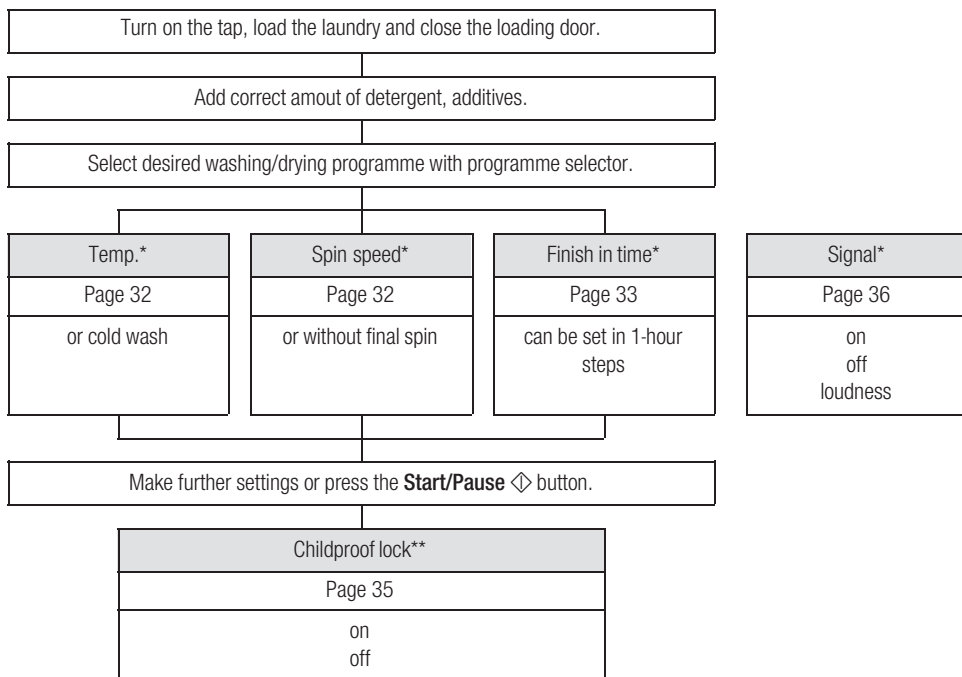 Turn on the tap, load the laundry and close the loading door.
Add correct amout of detergent, additives.
Select desired washing/drying programme with programme selector.
Temp.*
Page 32
or cold wash
Spin speed*
Page 32
or without final spin
Finish in time*
Page 33
can be set in 1-hour
steps
Signal*
Page 36
on
off
loudness
Make further settings or press the Start/Pause button.
Childproof lock**
Page 35
on
off